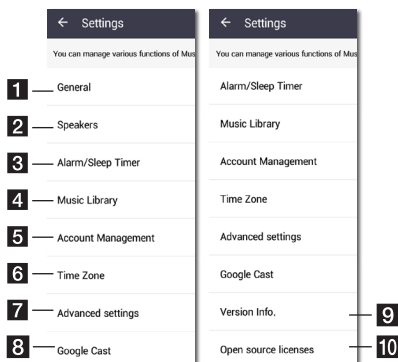 ← Settings
You can manage various functions of Mus
1 General
2 Speakers
3 Alarm/Sleep Timer
4 Music Library
5 Account Management
6 Time Zone
7 Advanced settings
8 Google Cast
← Settings
You can manage various functions of Mus
Alarm/Sleep Timer
Music Library
Account Management
Time Zone
Advanced settings
Google Cast
Version Info. 9
Open source licenses 10